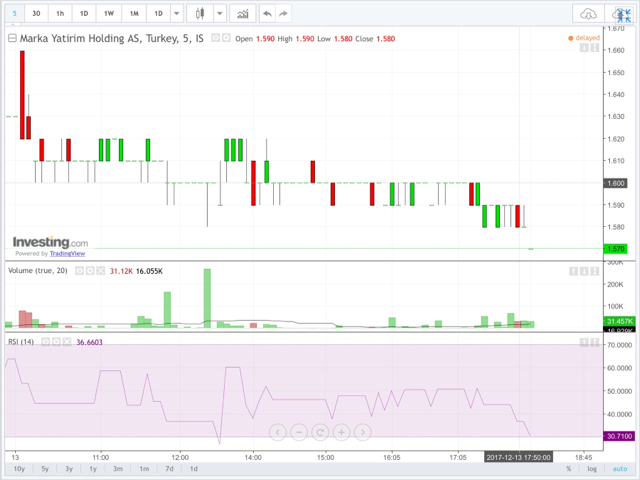 5 30 1h 1D 1W 1M 1D
Marka Yatirim Holding AS, Turkey, 5, IS Open 1.590 High 1.590 Low 1.580 Close 1.580
delayed
1.670
1.660
1.650
1.640
1.630
1.620
1.610
1.600
1.590
1.580
1.570
Investing.com
Powered by TradingView
Volume (true, 20) 31.12K 16.055K
300K
200K
100K
31.457K
16.929K
RSI (14) 36.6603
70.0000
60.0000
50.0000
40.0000
30.7100
13 11:00 12:00 14:00 15:00 16:05 17:05 2017-12-13 17:50:00 18:45
10y 5y 3y 1y 3m 1m 7d 1d % log auto